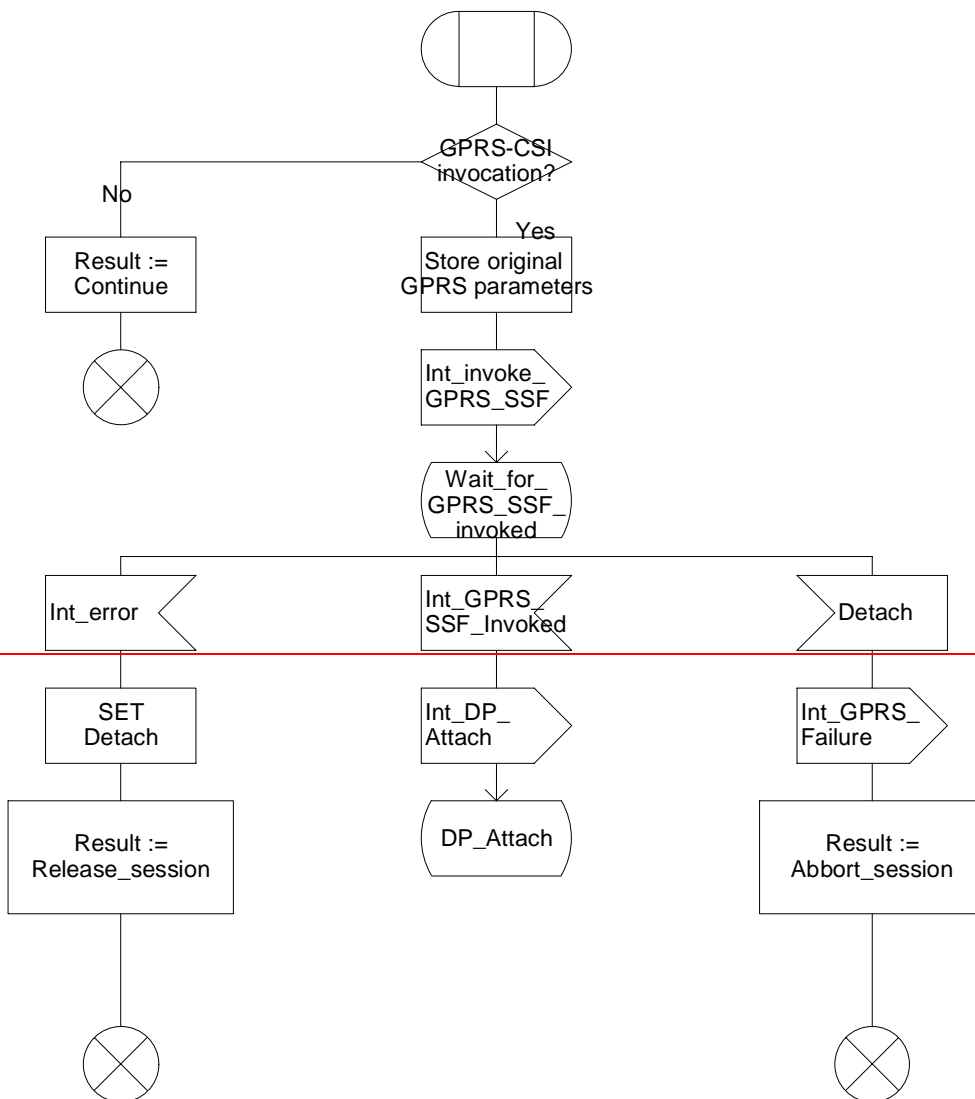 GPRS-CSI
invocation?
No
Yes
Result :=
Continue
Store original
GPRS parameters
Int_invoke_
GPRS_SSF
Wait_for_
GPRS_SSF_
invoked
Int_error
Int_GPRS_
SSF_Invoked
Detach
SET
Detach
Int_DP_
Attach
Int_GPRS_
Failure
Result :=
Release_session
DP_Attach
Result :=
Abbort_session